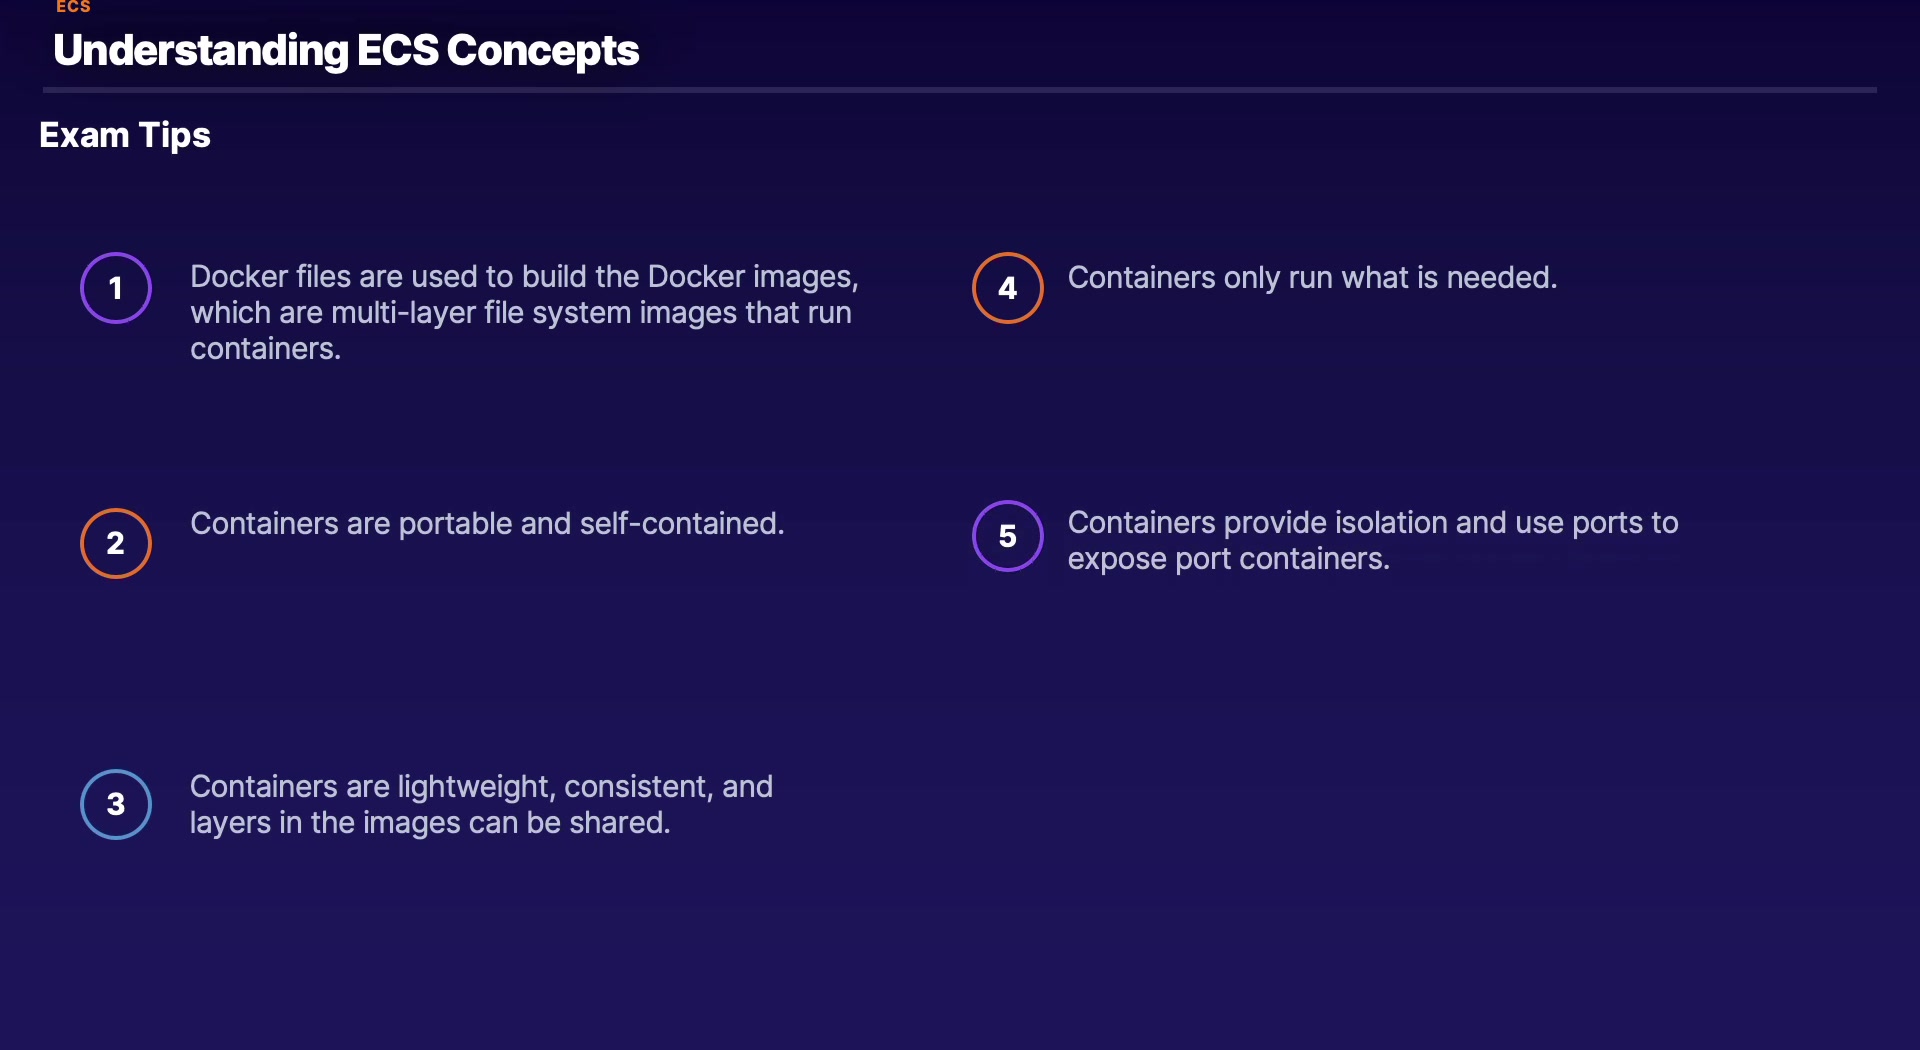 ECS
Understanding ECS Concepts
Exam Tips
1
Docker files are used to build the Docker images,
which are multi-layer file system images that run
containers.
2
Containers are portable and self-contained.
3
Containers are lightweight, consistent, and
layers in the images can be shared.
4
Containers only run what is needed.
5
Containers provide isolation and use ports to
expose port containers.